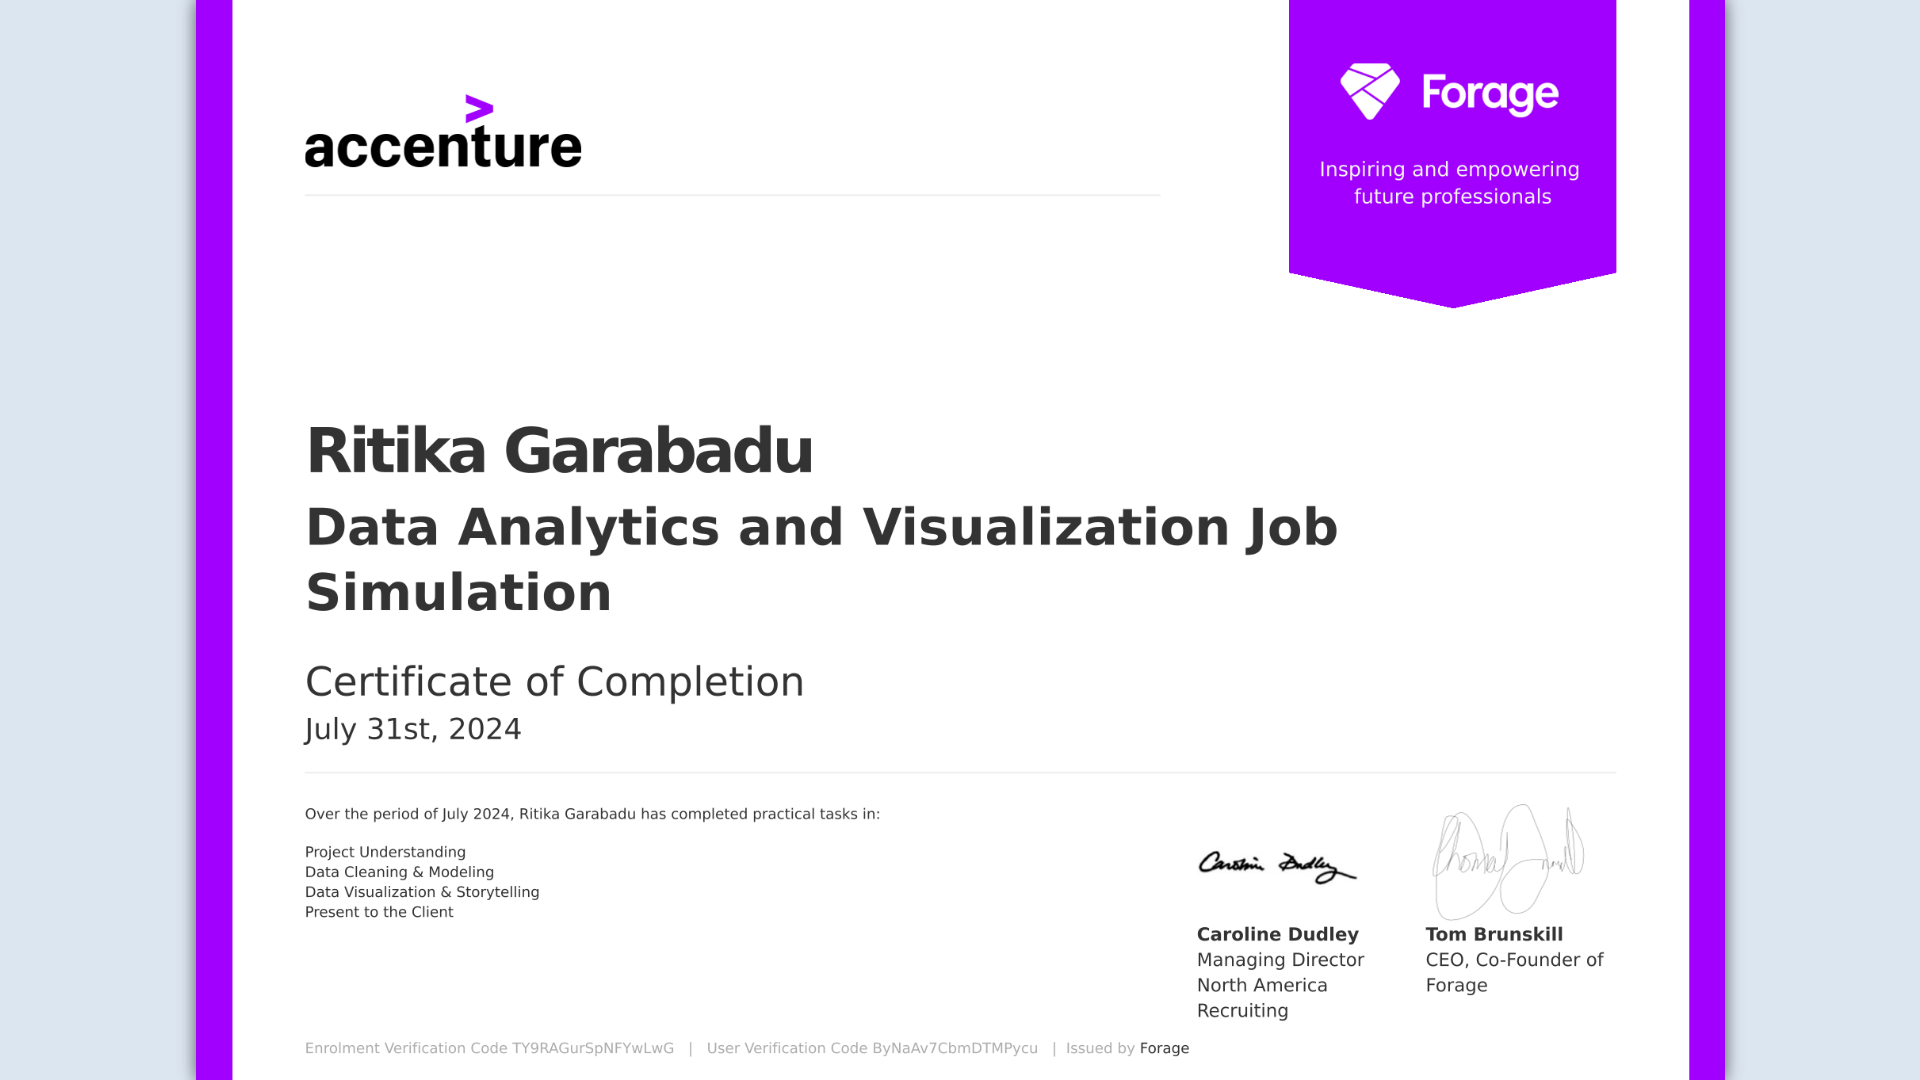 accenture
>
Forage
Inspiring and empowering
future professionals
Ritika Garabadu
Data Analytics and Visualization Job
Simulation
Certificate of Completion
July 31st, 2024
Over the period of July 2024, Ritika Garabadu has completed practical tasks in:
Project Understanding
Data Cleaning & Modeling
Data Visualization & Storytelling
Present to the Client
Caroline Dudley
Caroline Dudley
Managing Director
North America
Recruiting
Tom Brunskill
CEO, Co-Founder of
Forage
Enrolment Verification Code TY9RAGurSpNFYwLwG | User Verification Code ByNaAv7CbmDTMPycu | Issued by Forage